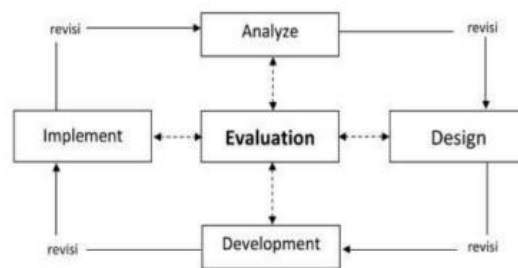 revisi
Analyze
revisi
Implement
Evaluation
Design
revisi
Development
revisi